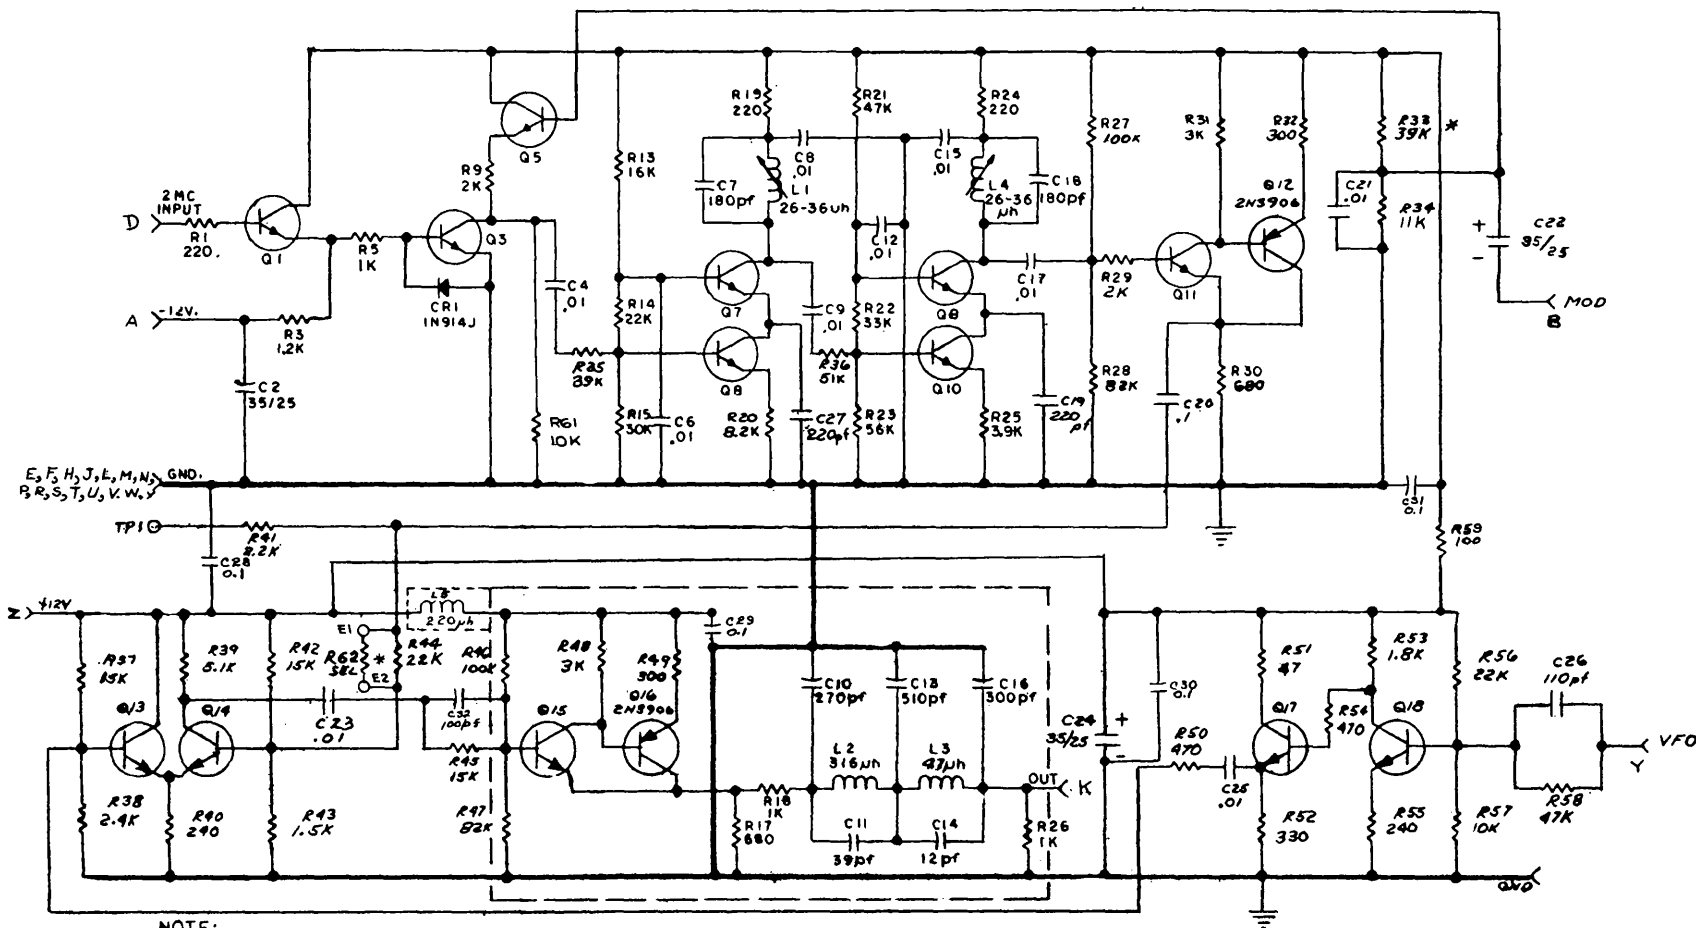 R19
220
R21
47K
R24
220
R27
100K
R31
3K
R32
300
R33
39K
*
Q5
R9
2K
R13
16K
C8
.01
C15
.01
C7
180pf
L1
26-36uh
L4
26-36
μh
C18
180pf
Q12
2N3906
C21
.01
R34
11K
+
C22
35/25
-
2MC
INPUT
D
R1
220.
Q1
R5
1K
Q3
C12
.01
CR1
1N914J
C4
.01
R14
22K
Q7
C9
.01
R22
33K
Q8
C17
.01
R29
2K
Q11
MOD
B
A
-12V.
R3
1.2K
C2
35/25
R35
39K
Q8
R36
51K
Q10
R28
82K
R30
680
R61
10K
R15
30K
C6
.01
R20
8.2K
C27
220pf
R23
56K
R25
3.9K
C19
220
pf
C20
.1
E, F, H, J, L, M, N,
P, R, S, T, U, V. W. Y
GND.
C31
0.1
TP1
R41
2.2K
C28
0.1
R59
100
Z
+12V
L5
220μh
E1
R37
15K
R39
5.1K
R42
15K
R62
SEL
*
E2
R44
22K
R46
100K
R48
3K
R49
300
C29
0.1
Q13
Q14
C23
.01
C32
100pf
Q15
Q16
2N3906
C10
270pf
C13
510pf
C16
300pf
C24
35/25
+
-
C30
0.1
R51
47
R53
1.8K
R56
22K
C26
110pf
Q17
R54
470
Q18
R50
470
VFO
Y
R45
15K
L2
316μh
L3
47μh
OUT
K
C25
.01
R58
47K
R38
2.4K
R40
240
R43
1.5K
R47
82K
R18
1K
R17
680
C11
39pf
C14
12pf
R26
1K
R52
330
R55
240
R57
10K
GND
NOTE: